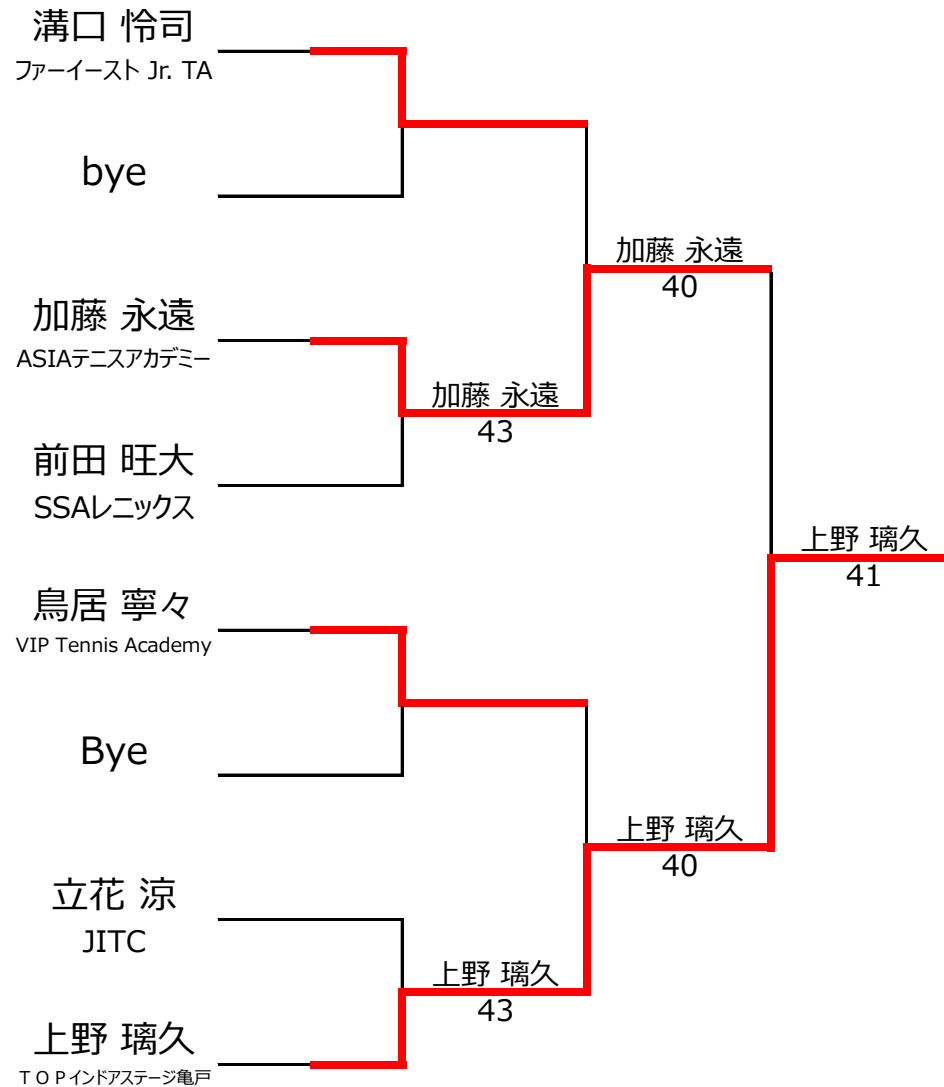 溝口 怜司
ファーイースト Jr. TA
bye
加藤 永遠
40
加藤 永遠
ASIAテニスアカデミー
加藤 永遠
43
前田 旺大
SSAレニックス
上野 璃久
41
鳥居 寧々
VIP Tennis Academy
Bye
上野 璃久
40
立花 涼
JITC
上野 璃久
43
上野 璃久
ＴＯＰインドアステージ亀戸